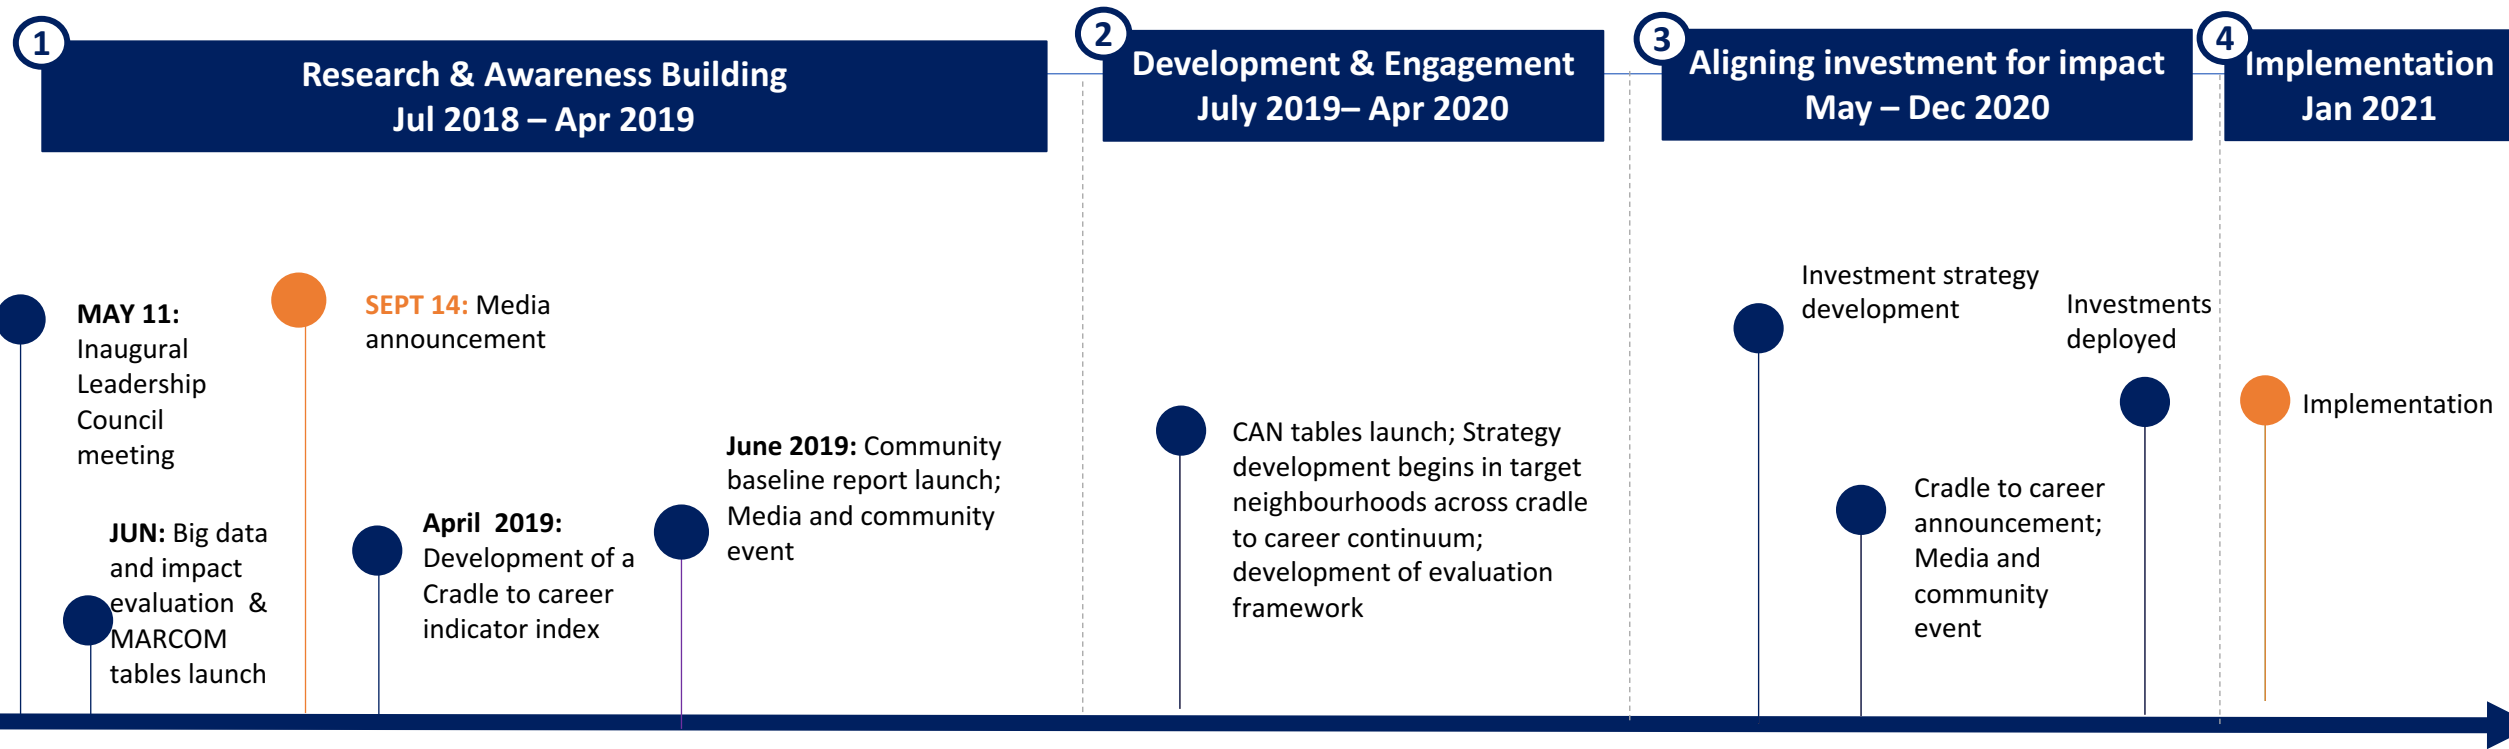 1
Research & Awareness Building
Jul 2018 – Apr 2019
2
Development & Engagement
July 2019– Apr 2020
3
Aligning investment for impact
May – Dec 2020
4
Implementation
Jan 2021
MAY 11:
Inaugural
Leadership
Council
meeting
JUN: Big data
and impact
evaluation  &
MARCOM
tables launch
SEPT 14: Media
announcement
April  2019:
Development of a
Cradle to career
indicator index
June 2019: Community
baseline report launch;
Media and community
event
CAN tables launch; Strategy
development begins in target
neighbourhoods across cradle
to career continuum;
development of evaluation
framework
Investment strategy
development
Cradle to career
announcement;
Media and
community
event
Investments
deployed
Implementation